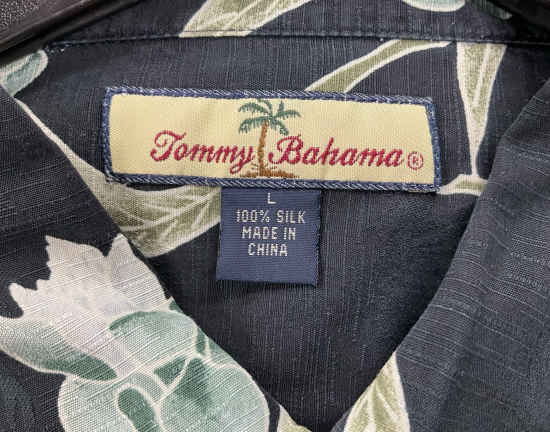 Tommy Bahama®
L
100% SILK
MADE IN
CHINA